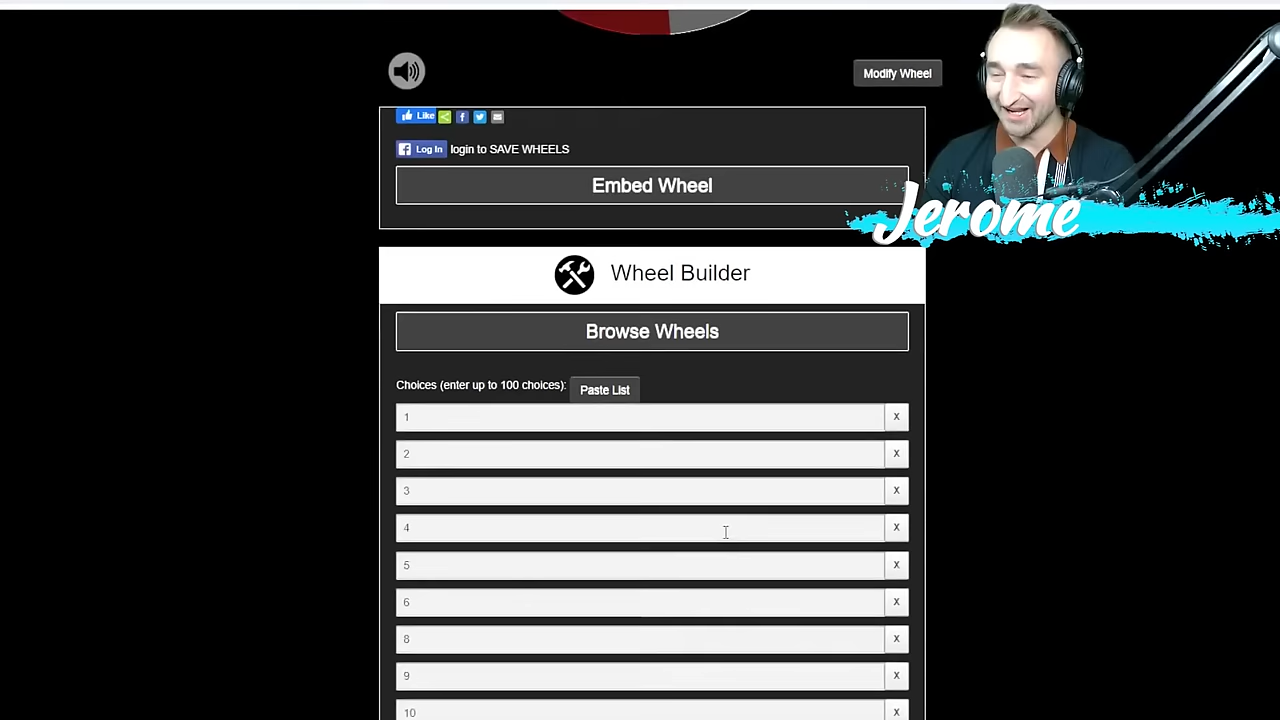 Modify Wheel
Like
Log In login to SAVE WHEELS
Embed Wheel
Jerome
Wheel Builder
Browse Wheels
Choices (enter up to 100 choices): Paste List
1 X
2 X
3 X
4 X
5 X
6 X
8 X
9 X
10 X